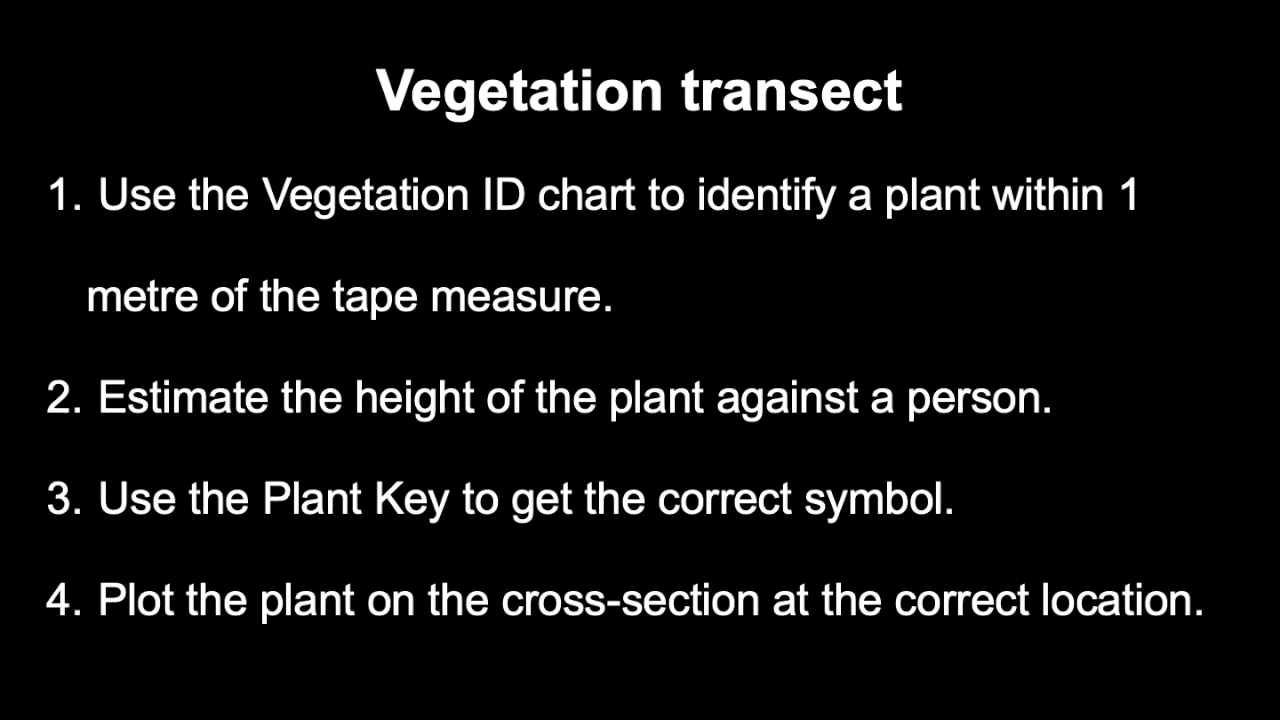 Vegetation transect
1. Use the Vegetation ID chart to identify a plant within 1
metre of the tape measure.
2. Estimate the height of the plant against a person.
3. Use the Plant Key to get the correct symbol.
4. Plot the plant on the cross-section at the correct location.